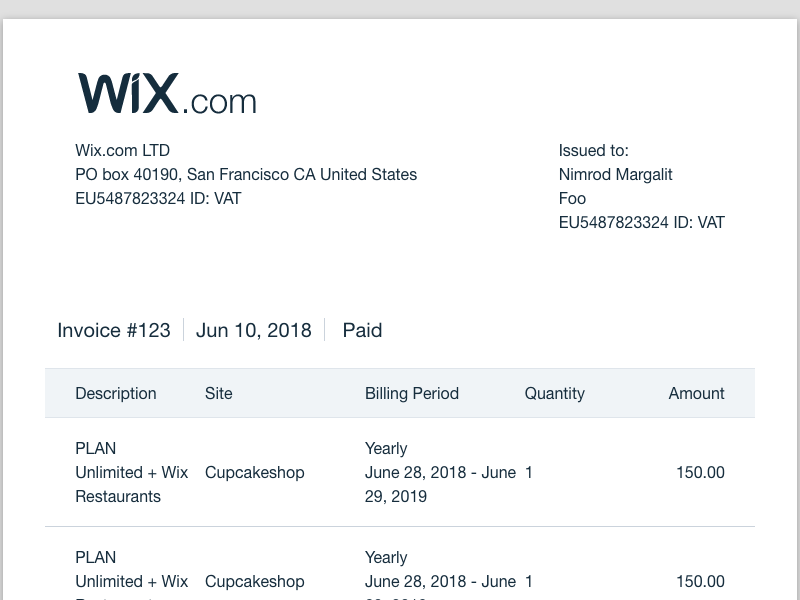 WiX.com
Wix.com LTD
PO box 40190, San Francisco CA United States
EU5487823324 ID: VAT
Issued to:
Nimrod Margalit
Foo
EU5487823324 ID: VAT
Invoice #123 Jun 10, 2018 Paid
Description Site Billing Period Quantity Amount
PLAN Yearly
Unlimited + Wix Cupcakeshop June 28, 2018 - June 1 150.00
Restaurants 29, 2019
PLAN Yearly
Unlimited + Wix Cupcakeshop June 28, 2018 - June 1 150.00